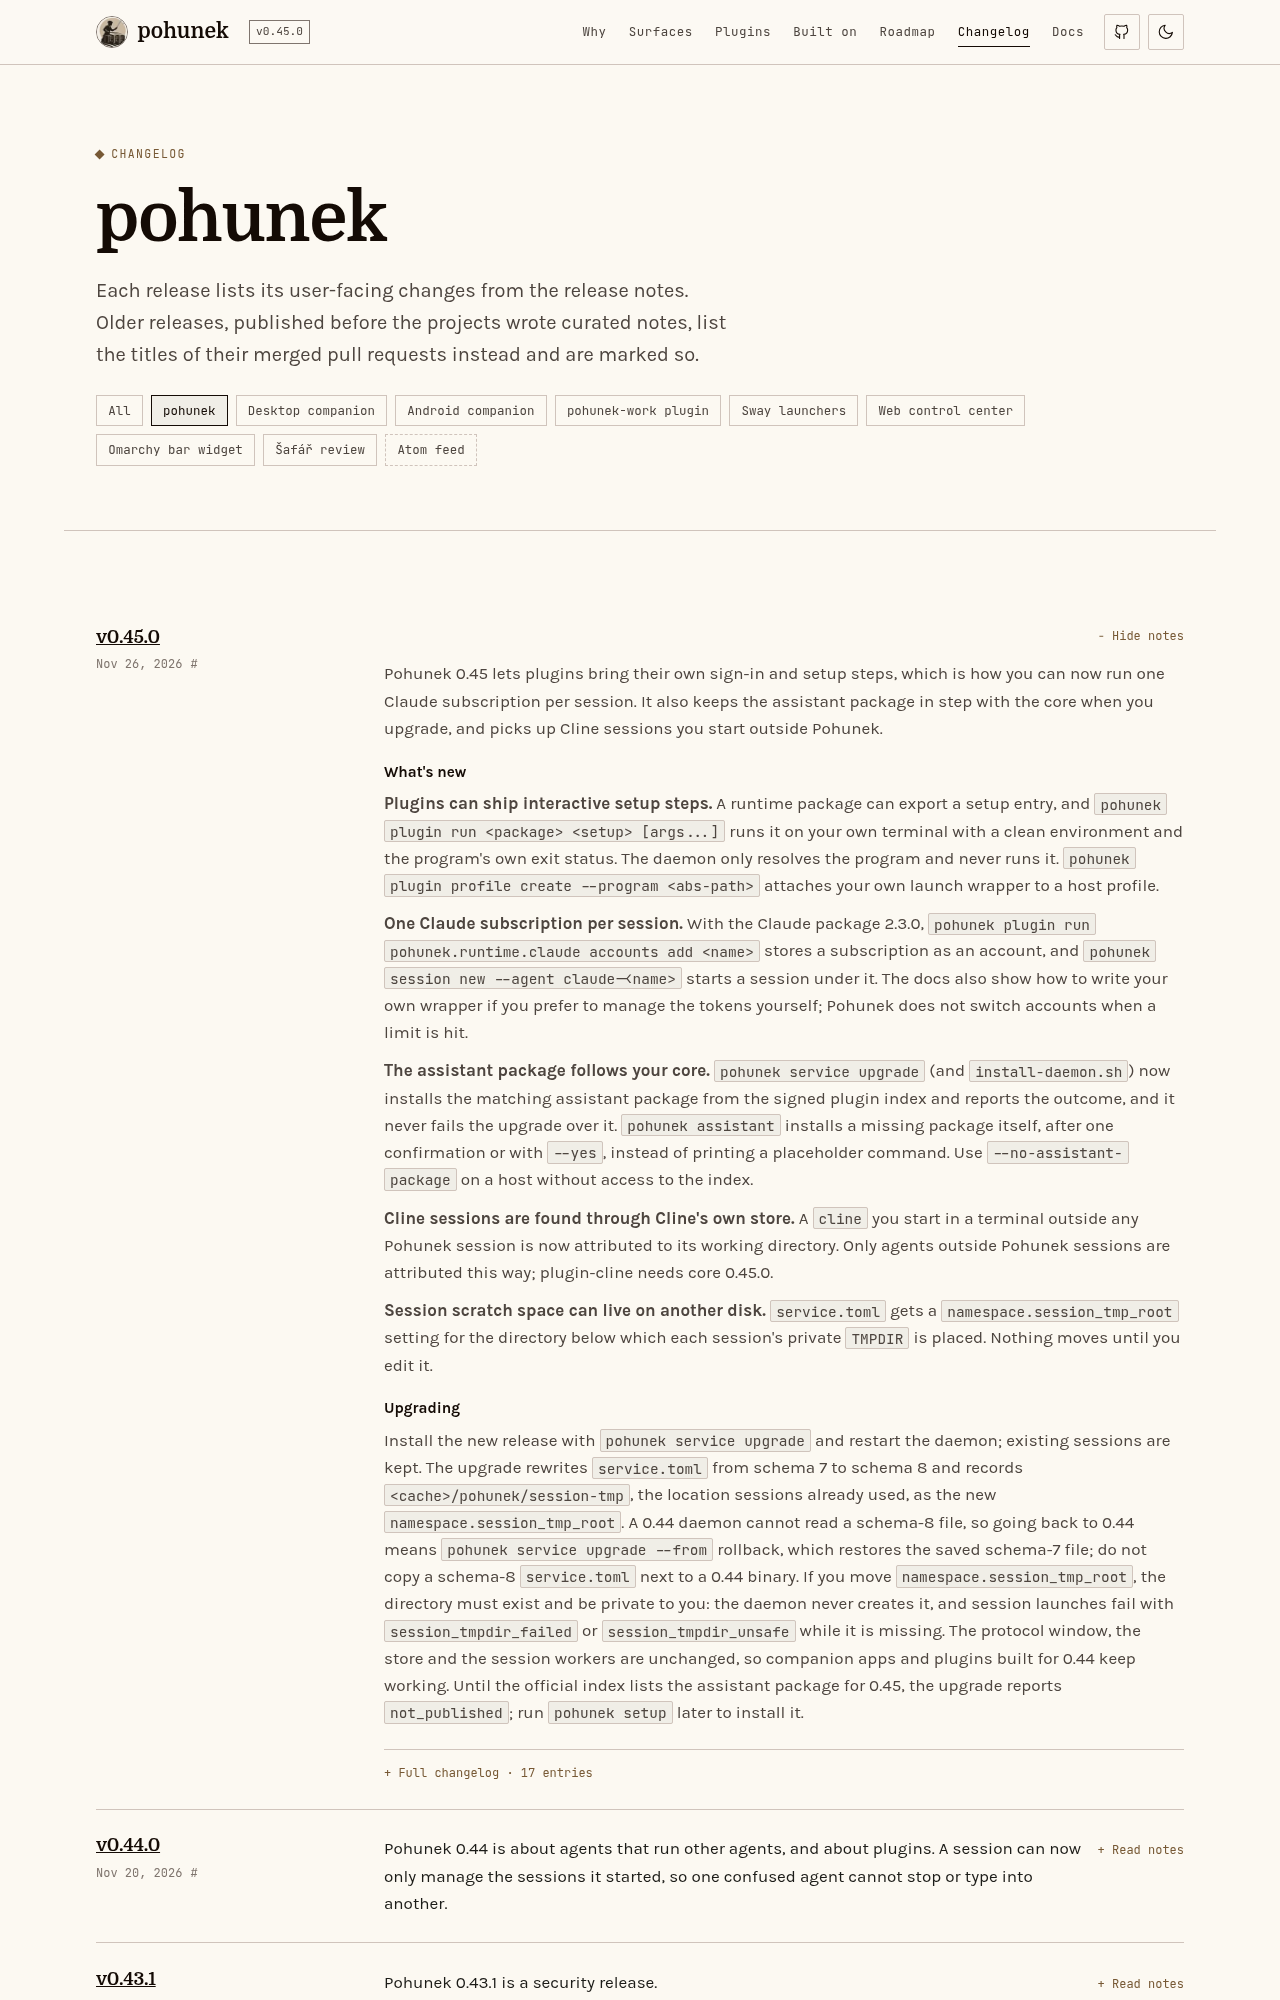 pohunek
v0.45.0
Why
Surfaces
Plugins
Built on
Roadmap
Changelog
Docs
CHANGELOG
pohunek
Each release lists its user-facing changes from the release notes.
Older releases, published before the projects wrote curated notes, list
the titles of their merged pull requests instead and are marked so.
All
pohunek
Desktop companion
Android companion
pohunek-work plugin
Sway launchers
Web control center
Omarchy bar widget
Šafář review
Atom feed
v0.45.0
- Hide notes
Nov 26, 2026 #
Pohunek 0.45 lets plugins bring their own sign-in and setup steps, which is how you can now run one
Claude subscription per session. It also keeps the assistant package in step with the core when you
upgrade, and picks up Cline sessions you start outside Pohunek.
What's new
Plugins can ship interactive setup steps. A runtime package can export a setup entry, and pohunek
plugin run <package> <setup> [args...] runs it on your own terminal with a clean environment and
the program's own exit status. The daemon only resolves the program and never runs it. pohunek
plugin profile create --program <abs-path> attaches your own launch wrapper to a host profile.
One Claude subscription per session. With the Claude package 2.3.0, pohunek plugin run
pohunek.runtime.claude accounts add <name> stores a subscription as an account, and pohunek
session new --agent claude-<name> starts a session under it. The docs also show how to write your
own wrapper if you prefer to manage the tokens yourself; Pohunek does not switch accounts when a
limit is hit.
The assistant package follows your core. pohunek service upgrade (and install-daemon.sh) now
installs the matching assistant package from the signed plugin index and reports the outcome, and it
never fails the upgrade over it. pohunek assistant installs a missing package itself, after one
confirmation or with --yes, instead of printing a placeholder command. Use --no-assistant-
package on a host without access to the index.
Cline sessions are found through Cline's own store. A cline you start in a terminal outside any
Pohunek session is now attributed to its working directory. Only agents outside Pohunek sessions are
attributed this way; plugin-cline needs core 0.45.0.
Session scratch space can live on another disk. service.toml gets a namespace.session_tmp_root
setting for the directory below which each session's private TMPDIR is placed. Nothing moves until you
edit it.
Upgrading
Install the new release with pohunek service upgrade and restart the daemon; existing sessions are
kept. The upgrade rewrites service.toml from schema 7 to schema 8 and records
<cache>/pohunek/session-tmp, the location sessions already used, as the new
namespace.session_tmp_root. A 0.44 daemon cannot read a schema-8 file, so going back to 0.44
means pohunek service upgrade --from rollback, which restores the saved schema-7 file; do not
copy a schema-8 service.toml next to a 0.44 binary. If you move namespace.session_tmp_root, the
directory must exist and be private to you: the daemon never creates it, and session launches fail with
session_tmpdir_failed or session_tmpdir_unsafe while it is missing. The protocol window, the
store and the session workers are unchanged, so companion apps and plugins built for 0.44 keep
working. Until the official index lists the assistant package for 0.45, the upgrade reports
not_published; run pohunek setup later to install it.
+ Full changelog · 17 entries
v0.44.0
Nov 20, 2026 #
Pohunek 0.44 is about agents that run other agents, and about plugins. A session can now
only manage the sessions it started, so one confused agent cannot stop or type into
another.
+ Read notes
v0.43.1
Pohunek 0.43.1 is a security release.
+ Read notes